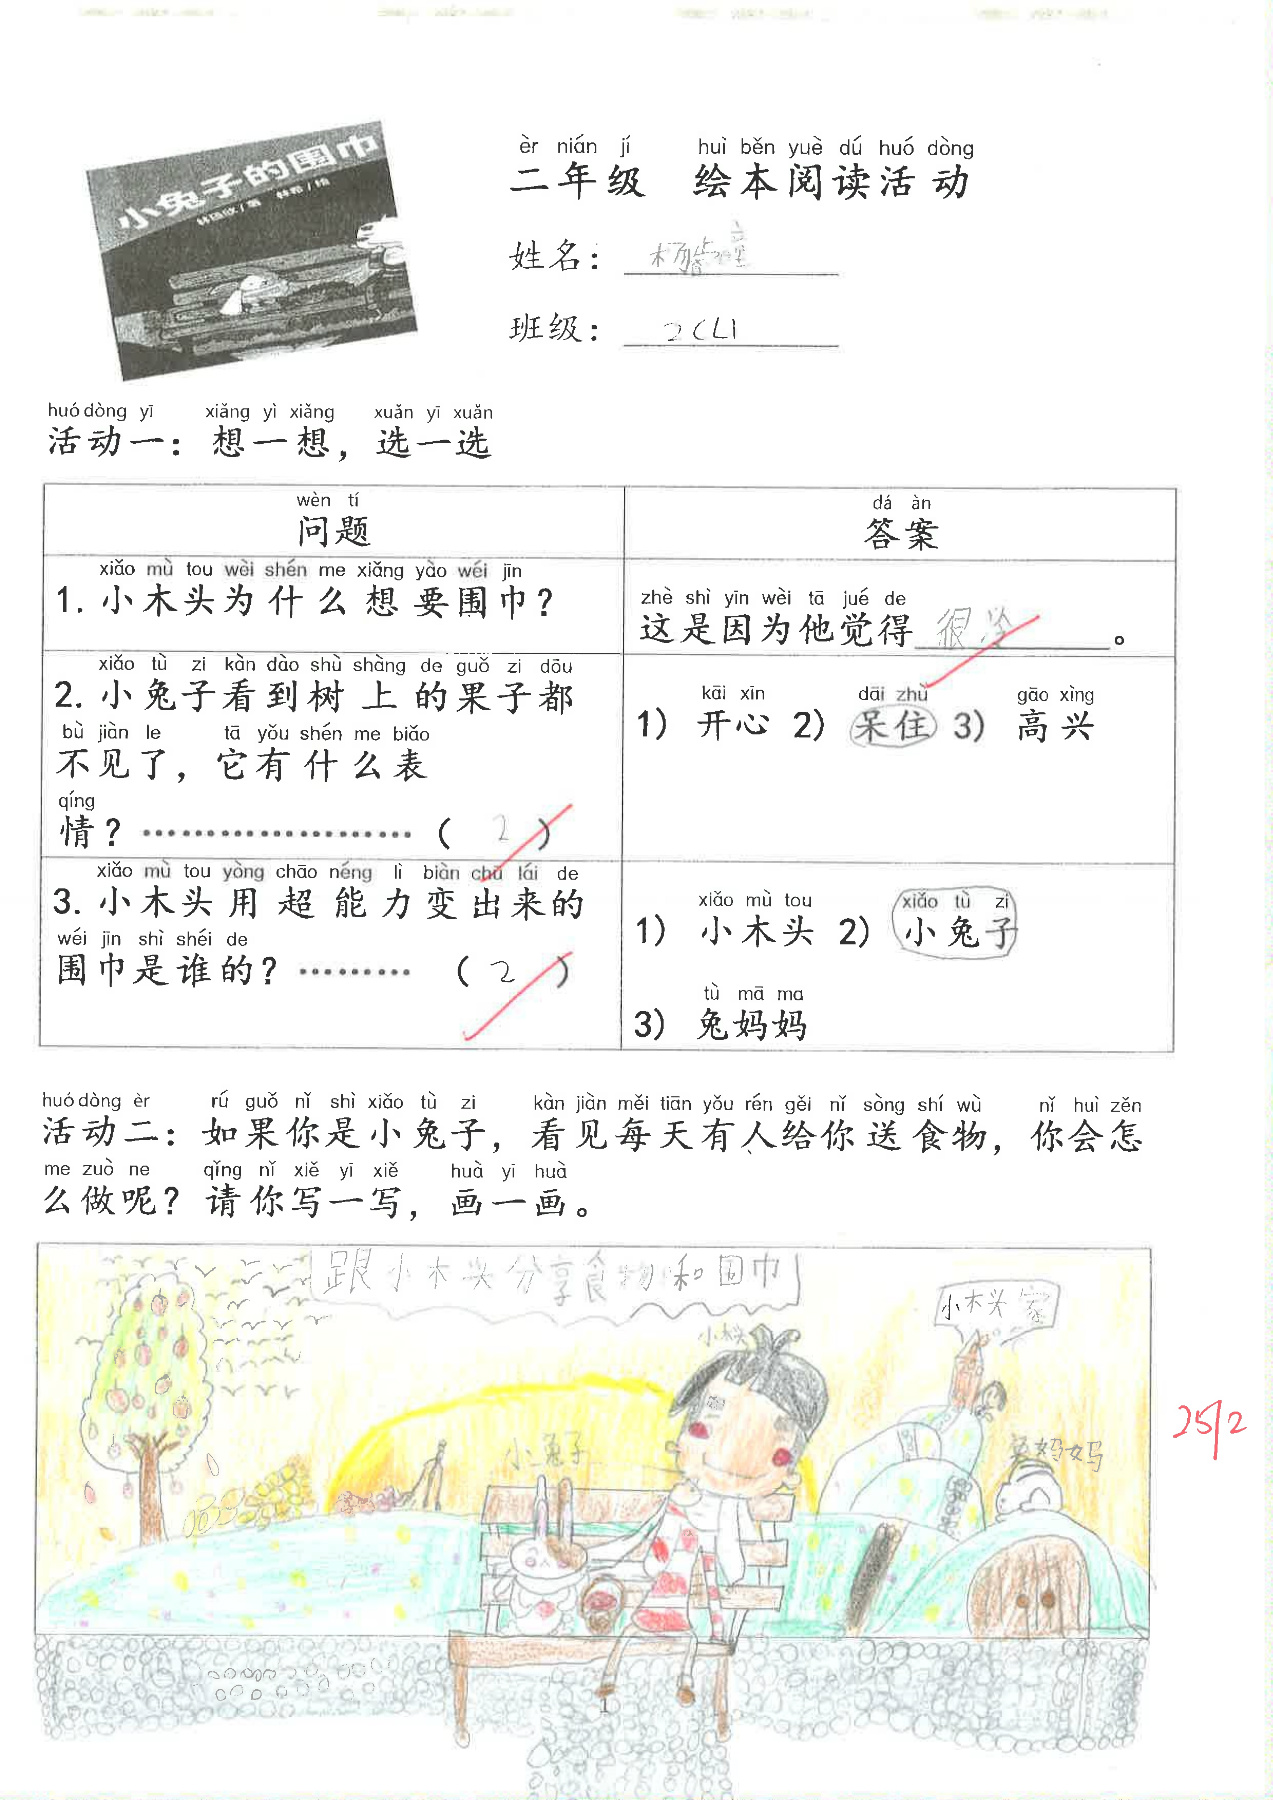 小兔子的围巾
èr nián jí huì běn yuè dú huó dòng
二年级 绘本阅读活动
姓名：
班级： 2CLI
huó dòng yī xiǎng yì xiǎng xuǎn yī xuǎn
活动一：想一想，选一选
wèn tí
问题
dá àn
答案
xiǎo mù tou wèi shén me xiǎng yào wéi jīn
1. 小木头为什么想要围巾？
zhè shì yīn wèi tā jué de
这是因为他觉得 很冷 。
xiǎo tù zi kàn dào shù shàng de guǒ zi dōu
2. 小兔子看到树上的果子都
bù jiàn le tā yǒu shén me biǎo
不见了，它有什么表
qíng
情？ ····················· （ 2 ）
kāi xīn dāi zhù gāo xìng
1） 开心 2） 呆住 3） 高兴
xiǎo mù tou yòng chāo néng lì biàn chū lái de
3. 小木头用超能力变出来的
wéi jīn shì shéi de
围巾是谁的？ ········· （ 2 ）
xiǎo mù tou xiǎo tù zi
1） 小木头 2） 小兔子
tù mā ma
3） 兔妈妈
huó dòng èr rú guǒ nǐ shì xiǎo tù zi kàn jiàn měi tiān yǒu rén gěi nǐ sòng shí wù nǐ huì zěn
活动二：如果你是小兔子，看见每天有人给你送食物，你会怎
me zuò ne qǐng nǐ xiě yī xiě huà yī huà
么做呢？请你写一写，画一画。
跟小木头分享食物和围巾
小木头家
小木头
小兔子
兔妈妈
25/2
1